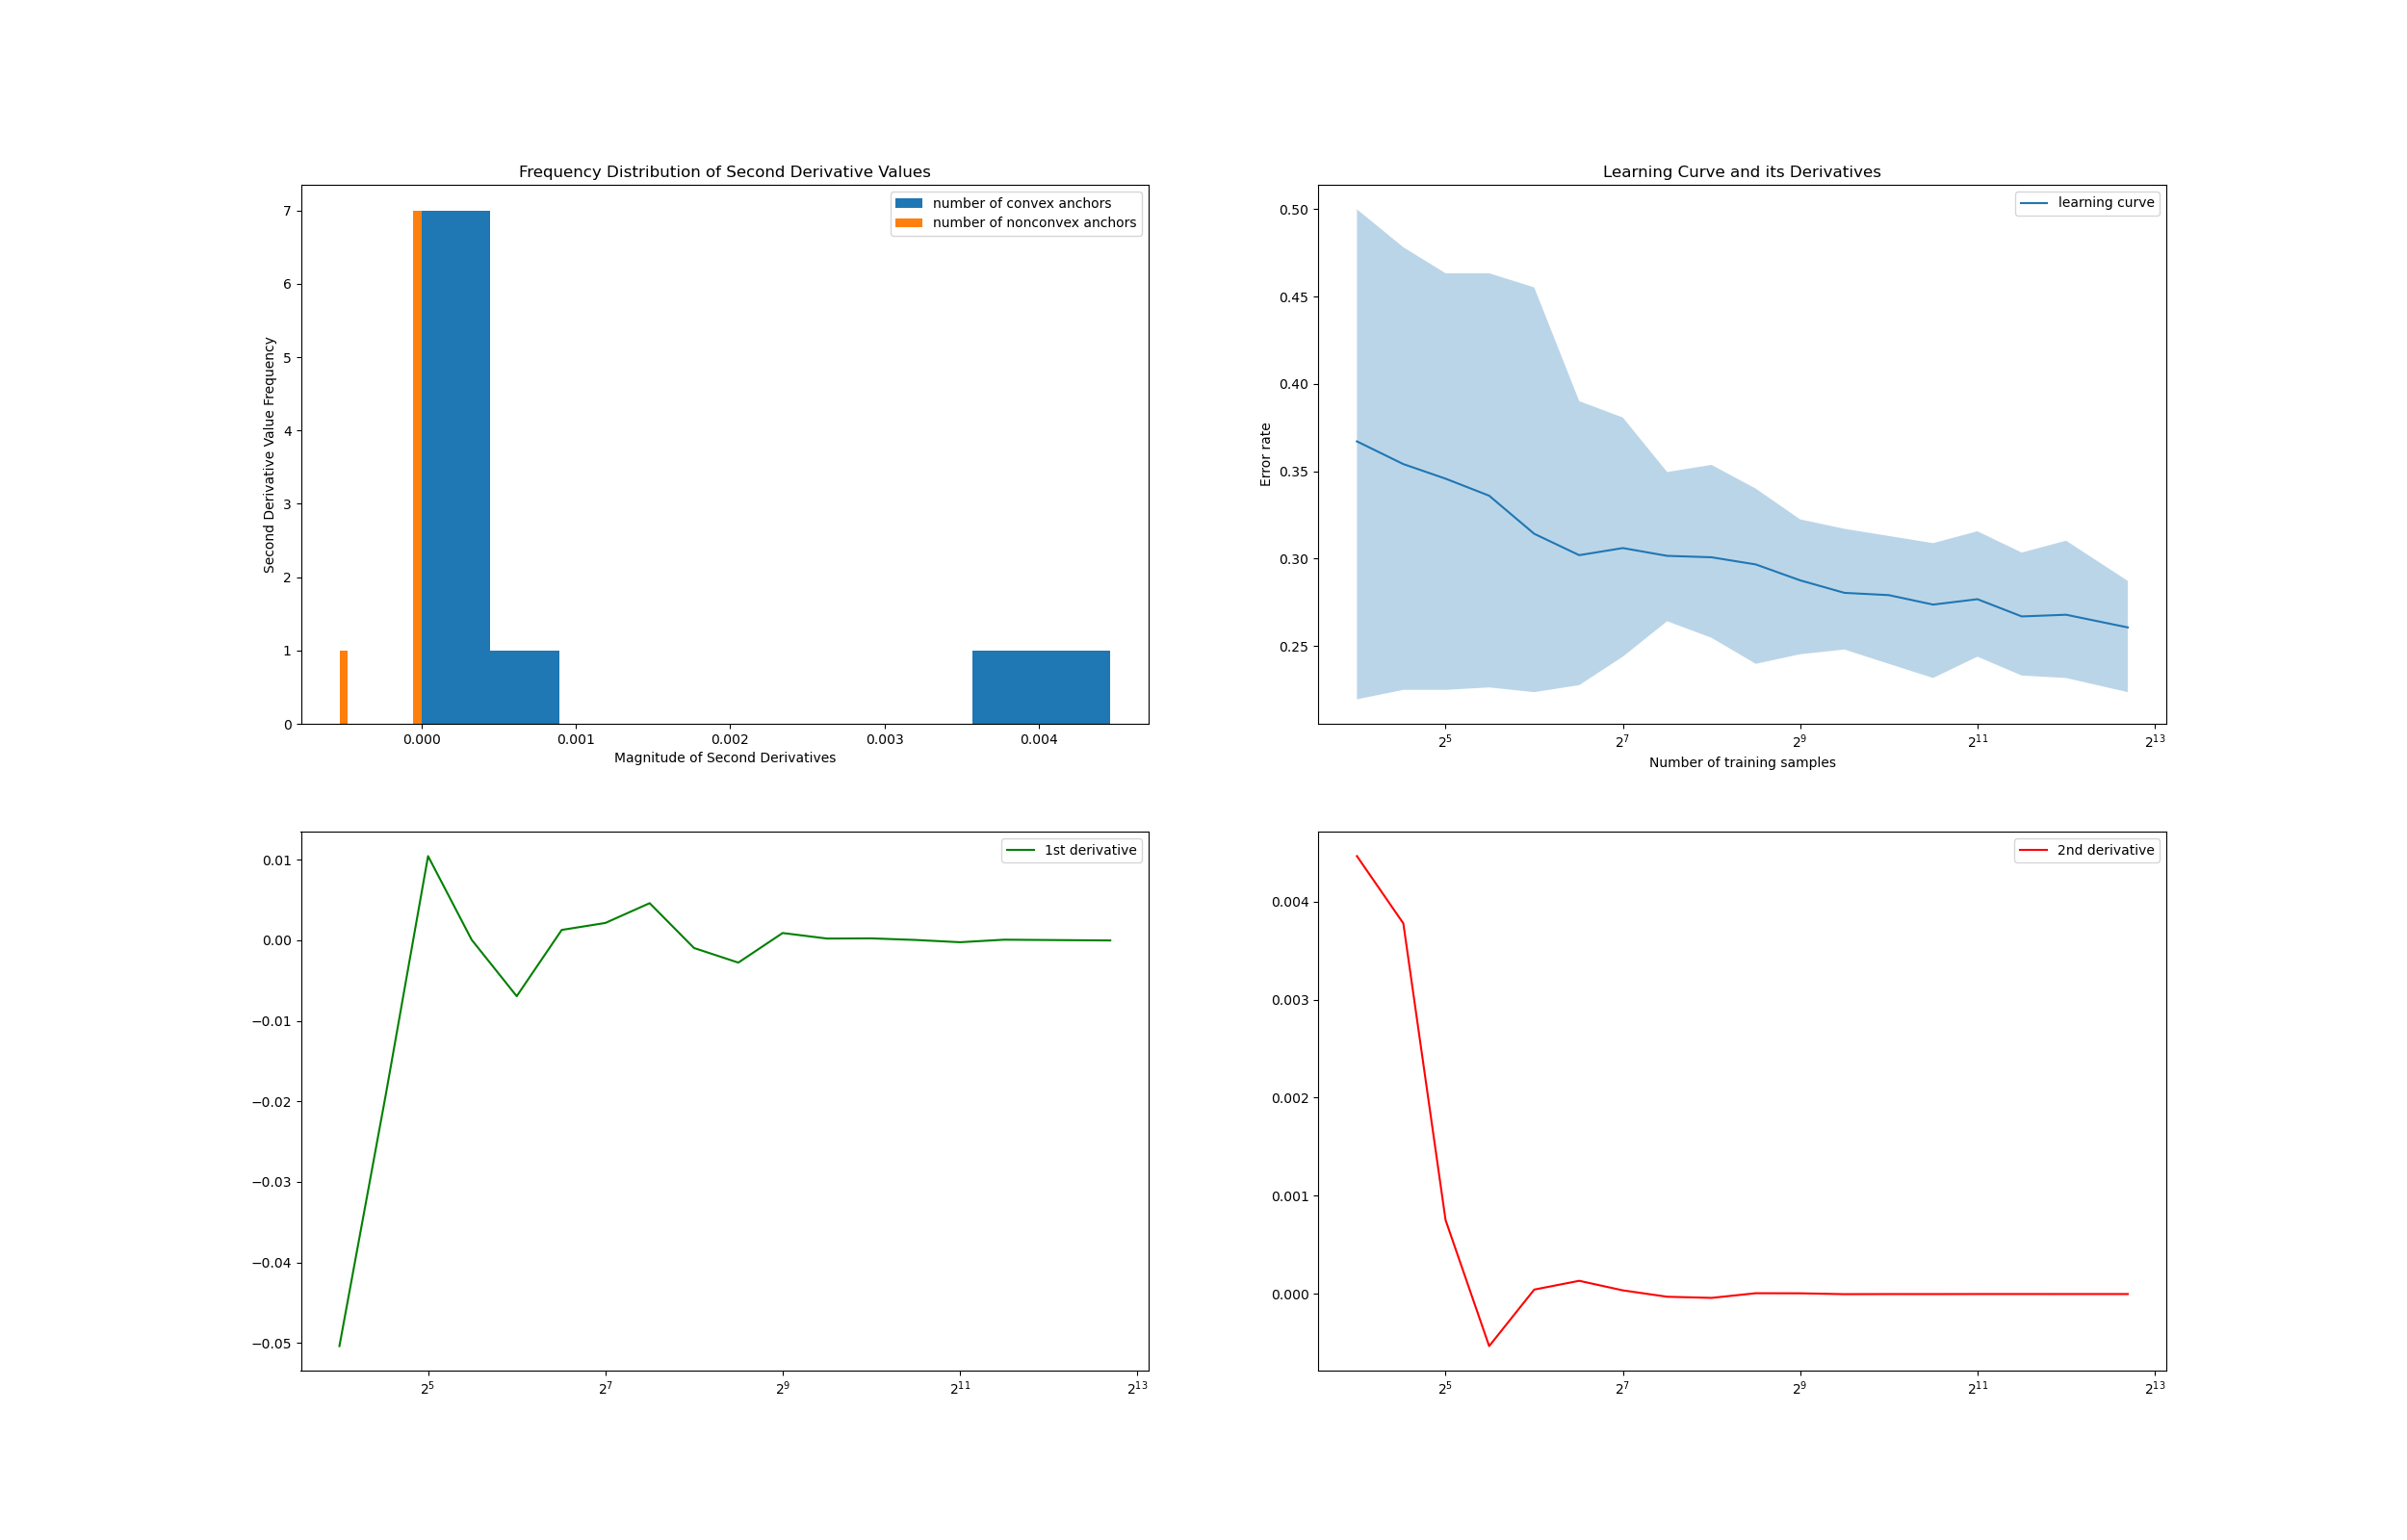 Frequency Distribution of Second Derivative Values
number of convex anchors
number of nonconvex anchors
7
6
5
4
3
2
1
0
Second Derivative Value Frequency
0.000 0.001 0.002 0.003 0.004
Magnitude of Second Derivatives
Learning Curve and its Derivatives
learning curve
0.50
0.45
0.40
0.35
0.30
0.25
Error rate
2^5 2^7 2^9 2^11 2^13
Number of training samples
1st derivative
0.01
0.00
−0.01
−0.02
−0.03
−0.04
−0.05
2^5 2^7 2^9 2^11 2^13
2nd derivative
0.004
0.003
0.002
0.001
0.000
2^5 2^7 2^9 2^11 2^13